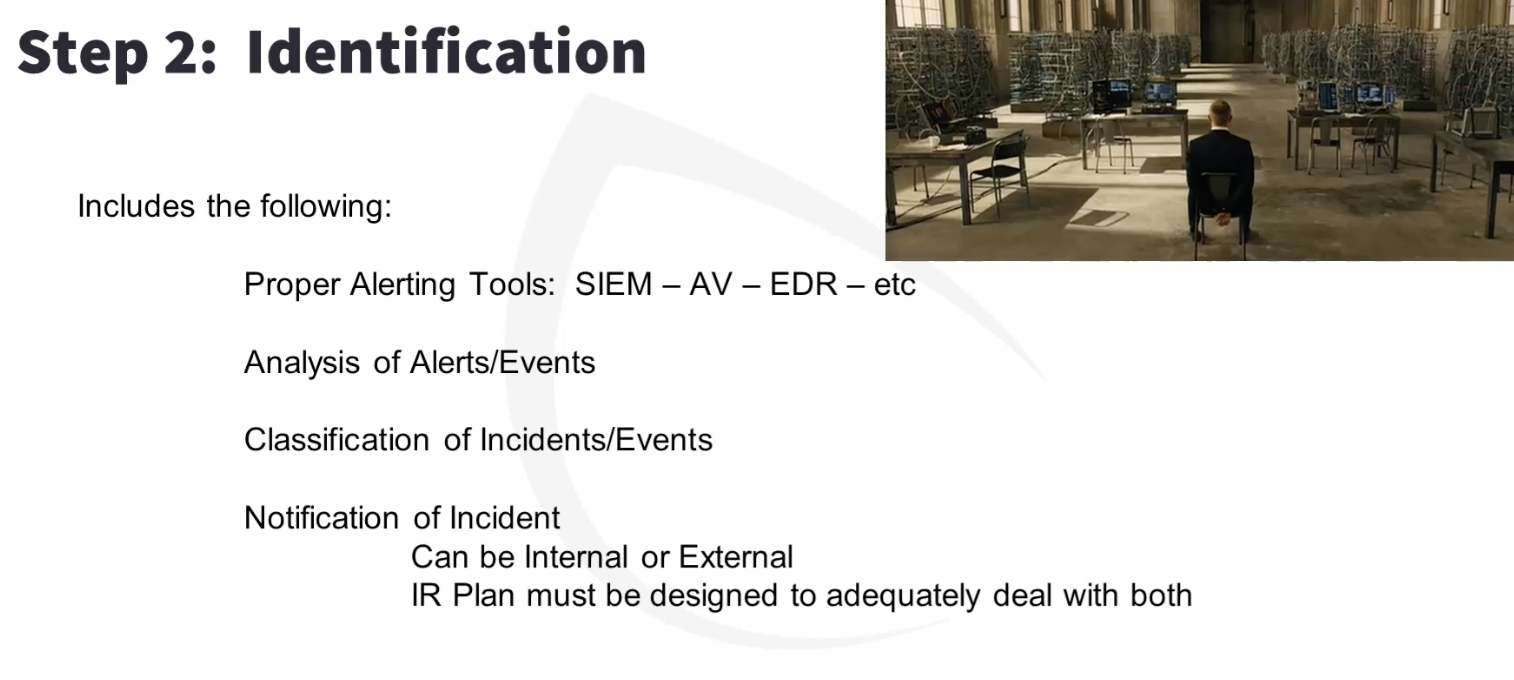 Step 2: Identification
Includes the following:
Proper Alerting Tools: SIEM – AV – EDR – etc
Analysis of Alerts/Events
Classification of Incidents/Events
Notification of Incident
Can be Internal or External
IR Plan must be designed to adequately deal with both